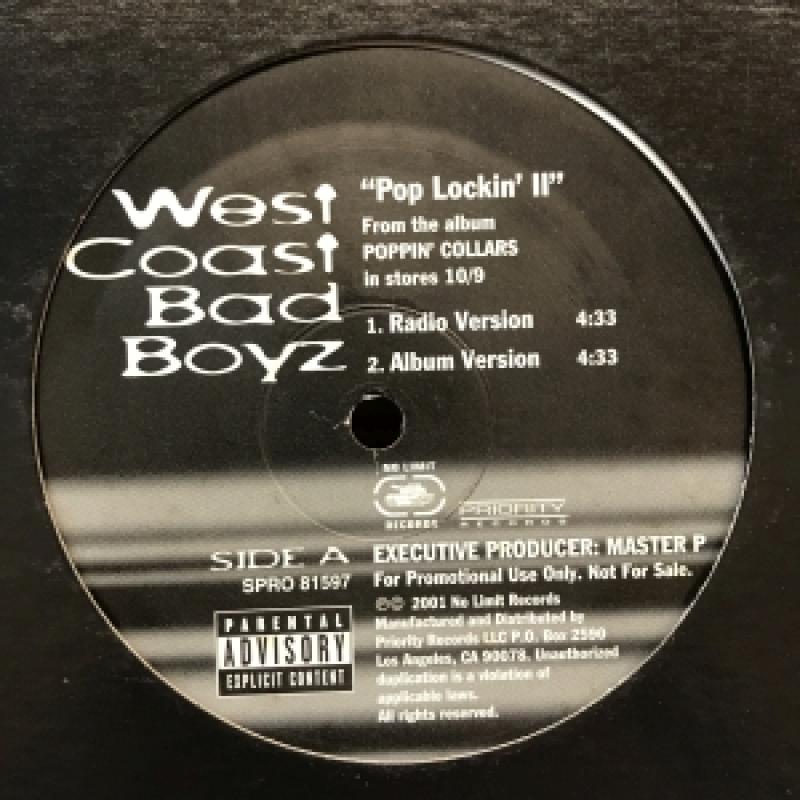 West
Coast
Bad
Boyz
“Pop Lockin’ II”
From the album
POPPIN’ COLLARS
in stores 10/9
1. Radio Version 4:33
2. Album Version 4:33
NO LIMIT
RECORDS
PRIORITY
RECORDS
SIDE A
SPRO 81597
PARENTAL
ADVISORY
EXPLICIT CONTENT
EXECUTIVE PRODUCER: MASTER P
For Promotional Use Only. Not For Sale.
℗© 2001 No Limit Records
Manufactured and Distributed by
Priority Records LLC P.O. Box 2590
Los Angeles, CA 90078. Unauthorized
duplication is a violation of
applicable laws.
All rights reserved.